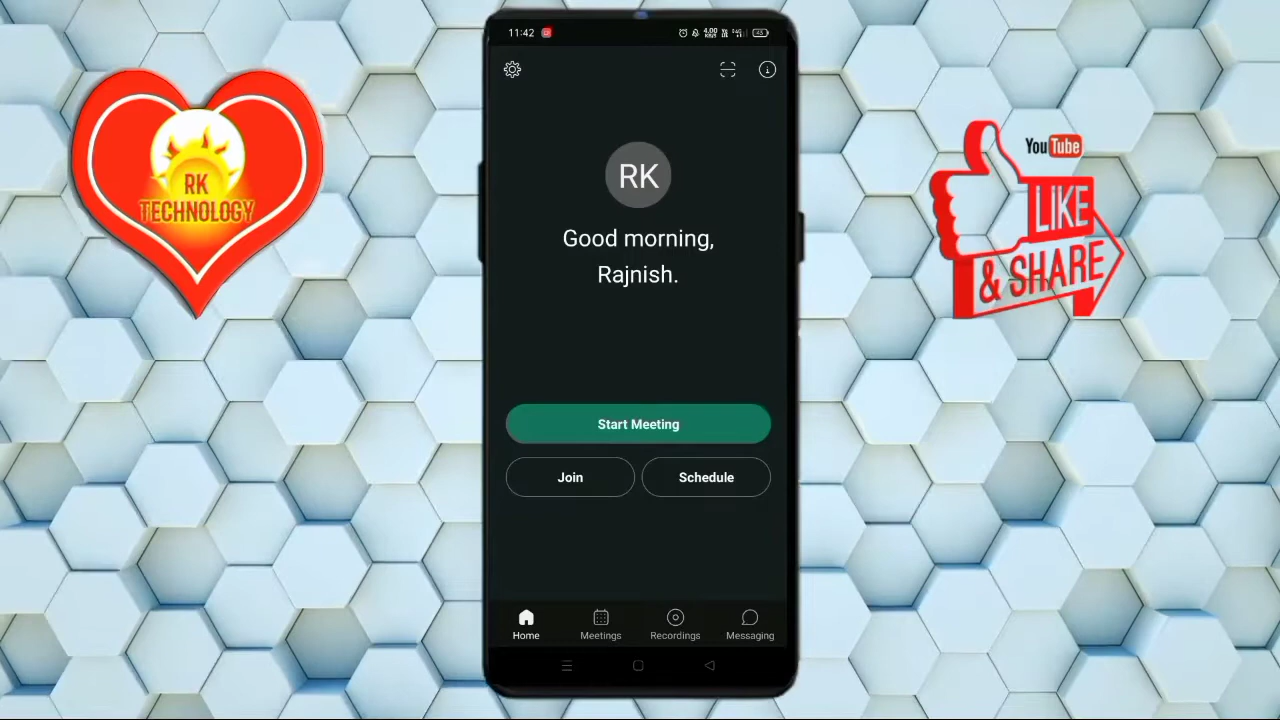 RK
TECHNOLOGY
11:42
RK
Good morning,
Rajnish.
Start Meeting
Join
Schedule
Home
Meetings
Recordings
Messaging
YouTube
LIKE
& SHARE